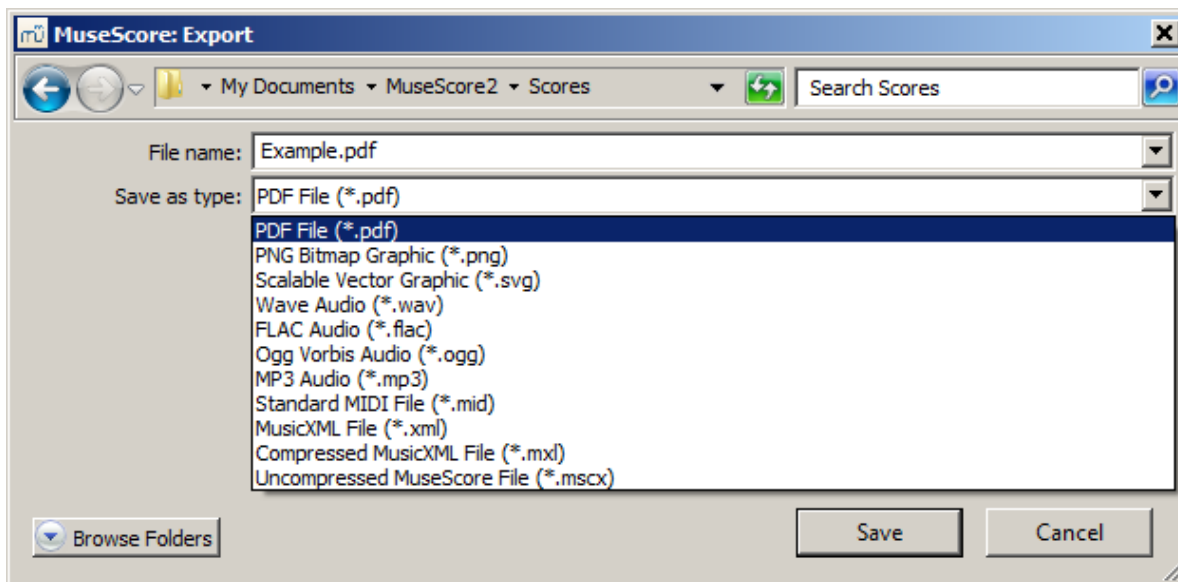 MuseScore: Export
My Documents MuseScore2 Scores Search Scores
File name: Example.pdf
Save as type: PDF File (*.pdf)
PDF File (*.pdf)
PNG Bitmap Graphic (*.png)
Scalable Vector Graphic (*.svg)
Wave Audio (*.wav)
FLAC Audio (*.flac)
Ogg Vorbis Audio (*.ogg)
MP3 Audio (*.mp3)
Standard MIDI File (*.mid)
MusicXML File (*.xml)
Compressed MusicXML File (*.mxl)
Uncompressed MuseScore File (*.mscx)
Browse Folders Save Cancel